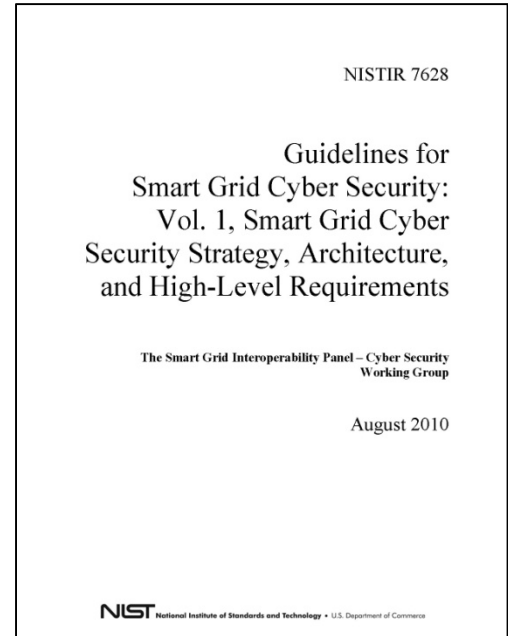 NISTIR 7628
Guidelines for
Smart Grid Cyber Security:
Vol. 1, Smart Grid Cyber
Security Strategy, Architecture,
and High-Level Requirements
The Smart Grid Interoperability Panel – Cyber Security
Working Group
August 2010
NIST National Institute of Standards and Technology • U.S. Department of Commerce